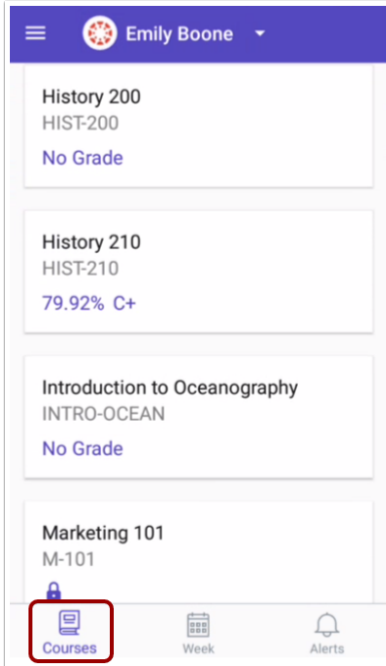 Emily Boone
History 200
HIST-200
No Grade
History 210
HIST-210
79.92% C+
Introduction to Oceanography
INTRO-OCEAN
No Grade
Marketing 101
M-101
Courses Week Alerts